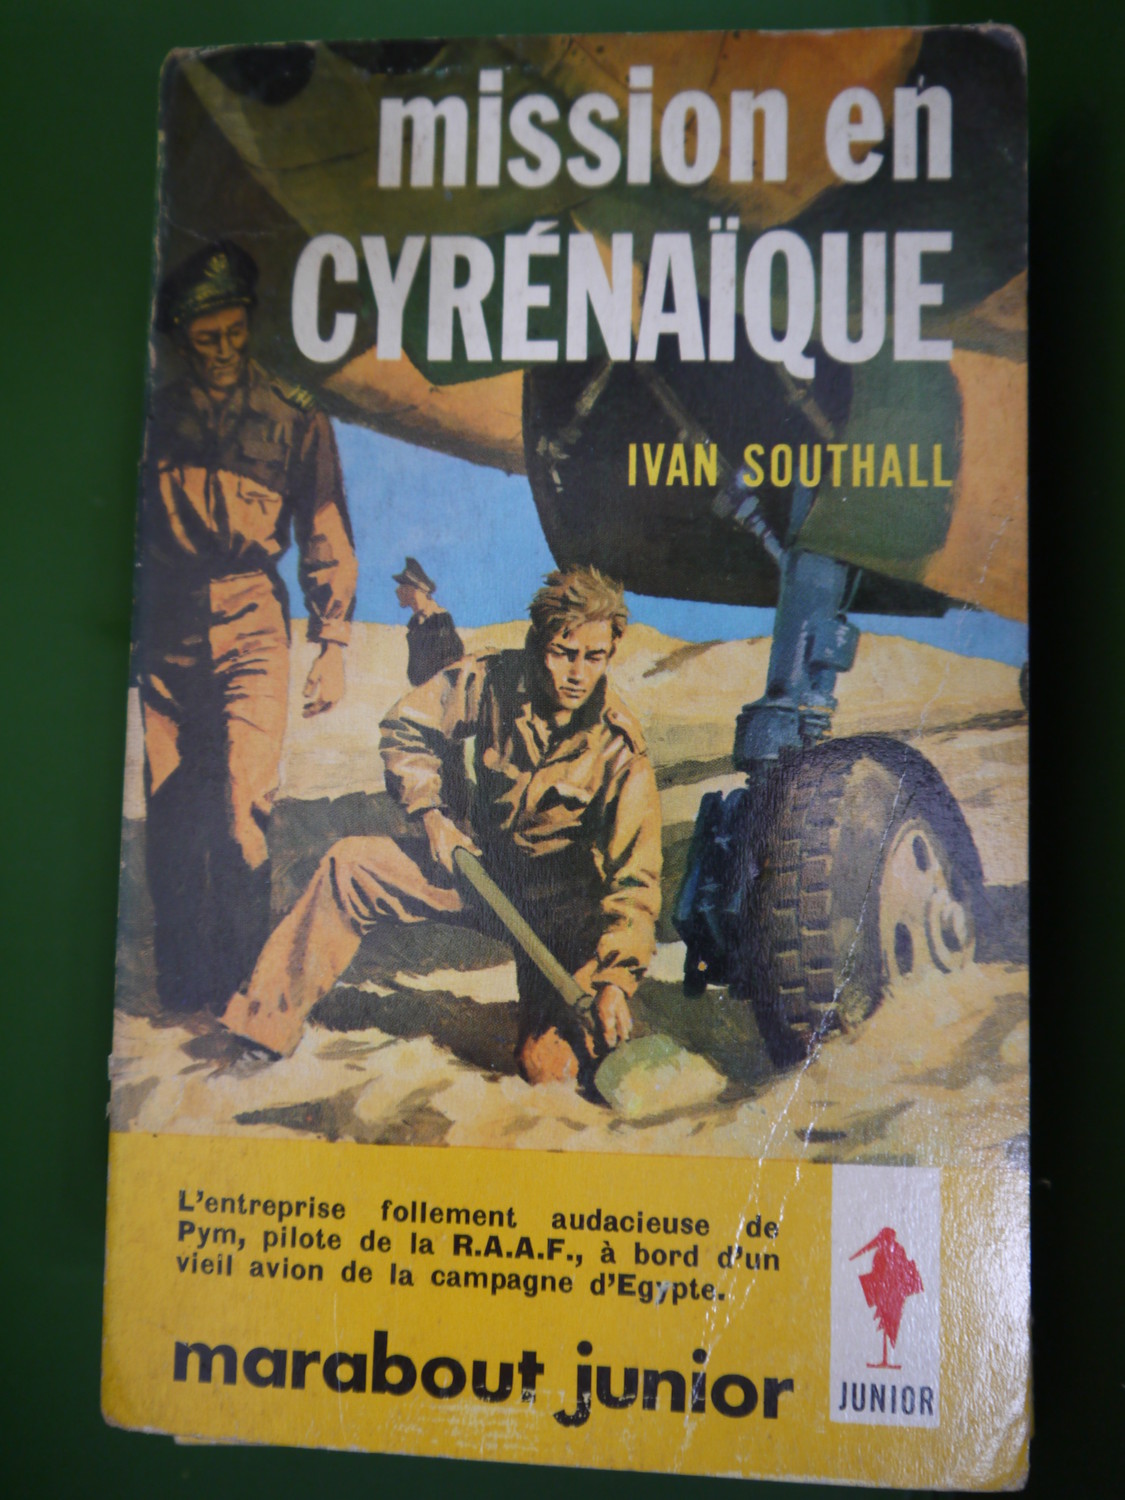 mission en
CYRÉNAÏQUE
IVAN SOUTHALL
L'entreprise follement audacieuse de
Pym, pilote de la R.A.A.F., à bord d'un
vieil avion de la campagne d'Egypte.
marabout junior
JUNIOR